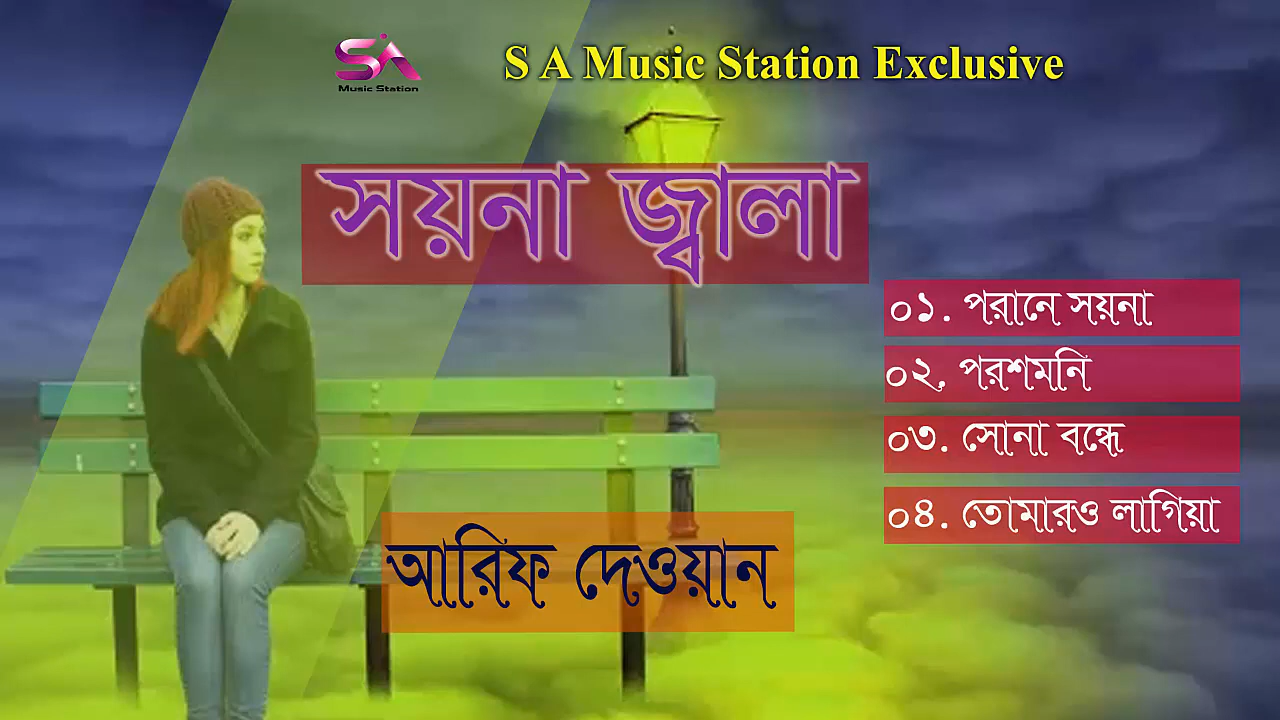 SA
Music Station
S A Music Station Exclusive
সয়না জ্বালা
০১. পরানে সয়না
০২. পরশমনি
০৩. সোনা বন্ধে
০৪. তোমারও লাগিয়া
আরিফ দেওয়ান